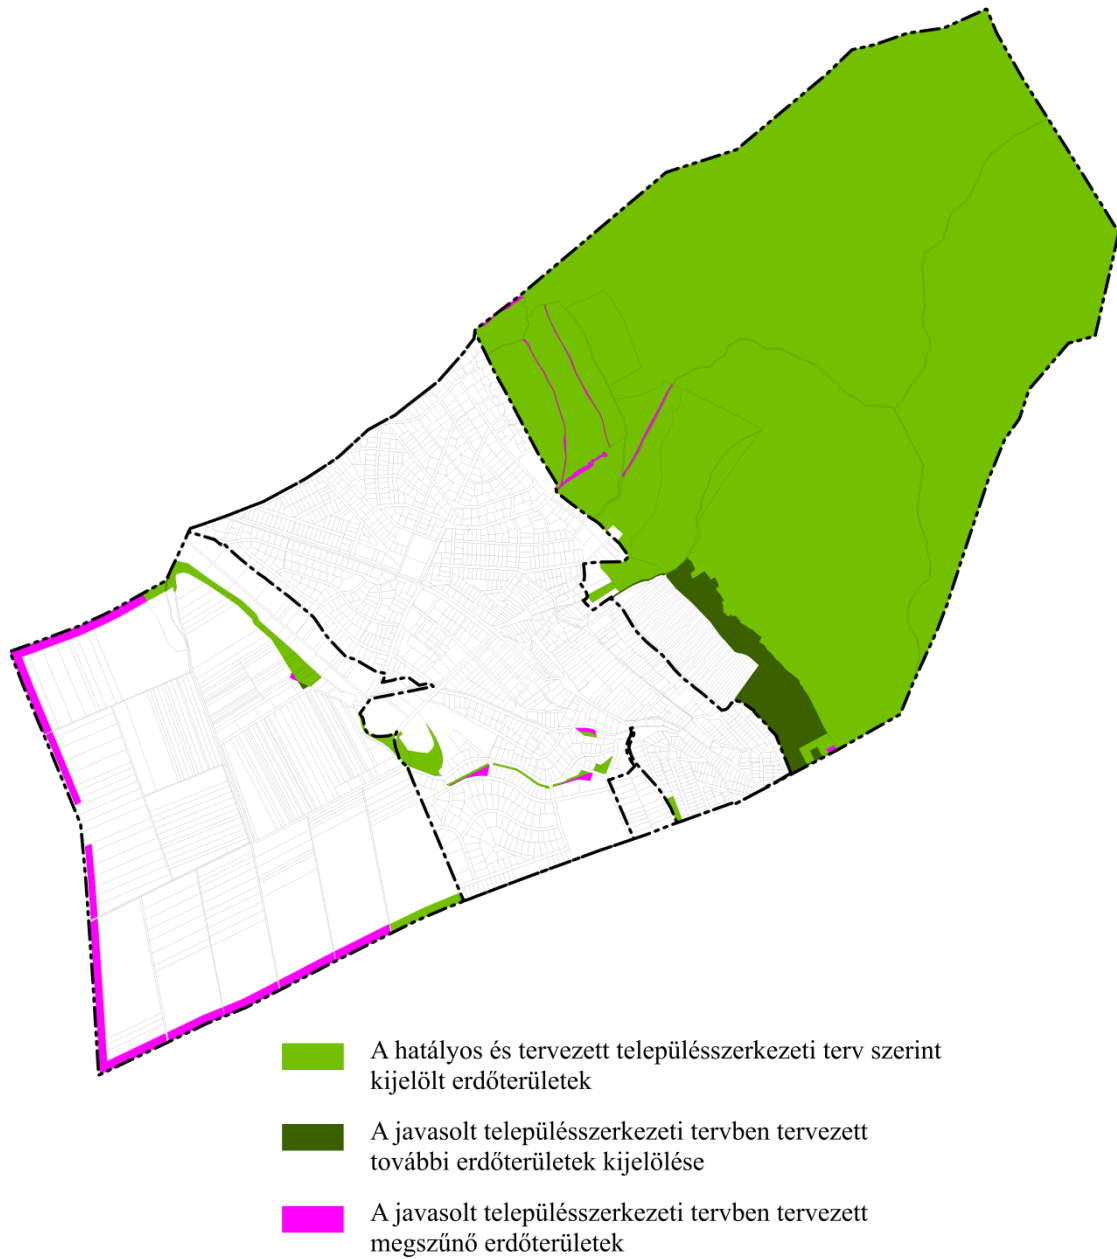 A hatályos és tervezett településszerkezeti terv szerint
kijelölt erdőterületek
A javasolt településszerkezeti tervben tervezett
további erdőterületek kijelölése
A javasolt településszerkezeti tervben tervezett
megszűnő erdőterületek